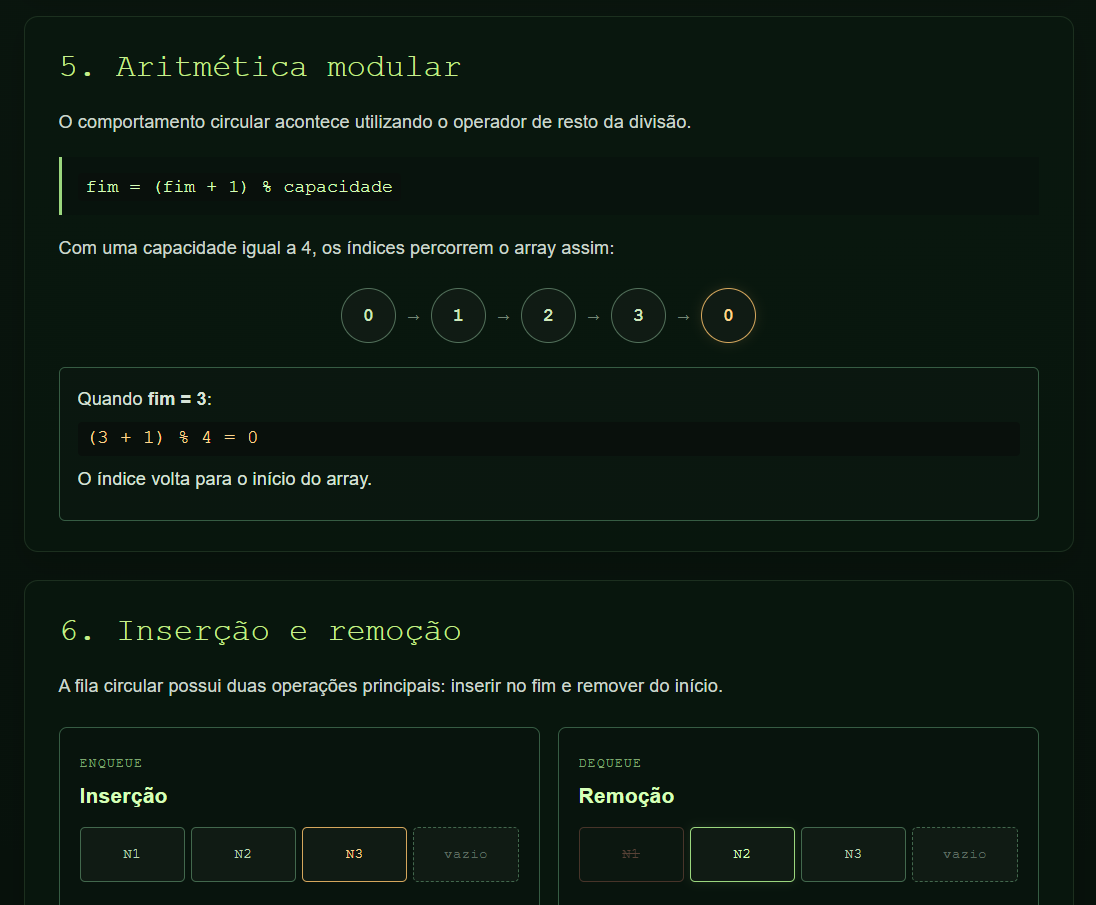 5. Aritmética modular
O comportamento circular acontece utilizando o operador de resto da divisão.
fim = (fim + 1) % capacidade
Com uma capacidade igual a 4, os índices percorrem o array assim:
0 → 1 → 2 → 3 → 0
Quando fim = 3:
(3 + 1) % 4 = 0
O índice volta para o início do array.
6. Inserção e remoção
A fila circular possui duas operações principais: inserir no fim e remover do início.
ENQUEUE
Inserção
N1 N2 N3 vazio
DEQUEUE
Remoção
N1 N2 N3 vazio